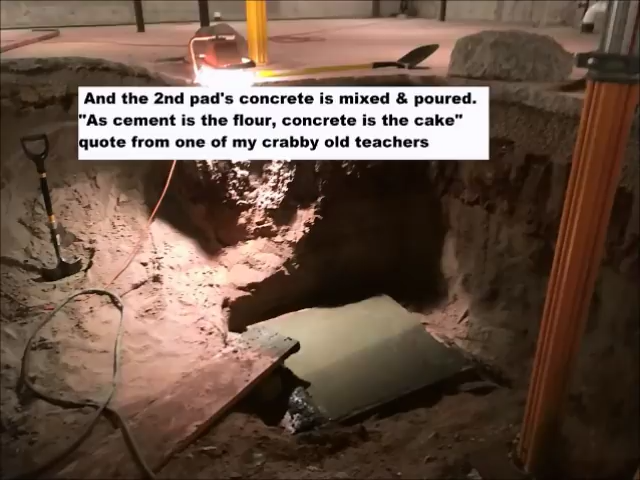 And the 2nd pad's concrete is mixed & poured.
"As cement is the flour, concrete is the cake"
quote from one of my crabby old teachers